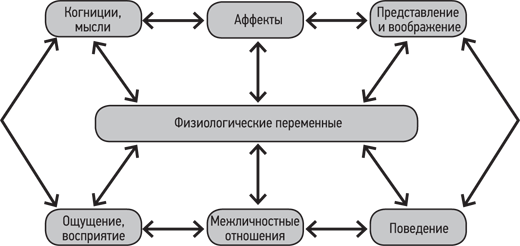 Когниции,
мысли
Аффекты
Представление
и воображение
Физиологические переменные
Ощущение,
восприятие
Межличностные
отношения
Поведение